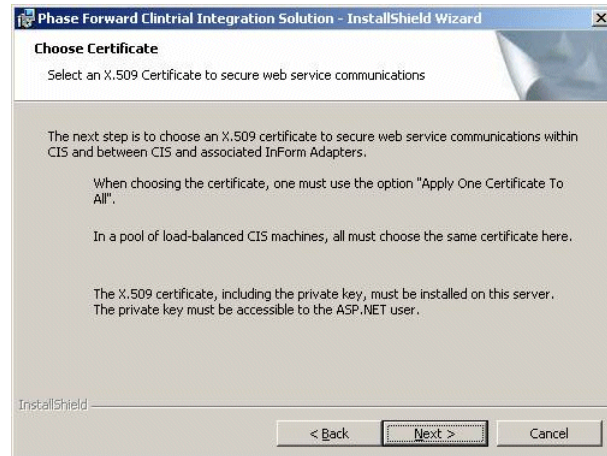 Phase Forward Clintrial Integration Solution - InstallShield Wizard
Choose Certificate
Select an X.509 Certificate to secure web service communications
The next step is to choose an X.509 certificate to secure web service communications within
CIS and between CIS and associated InForm Adapters.
When choosing the certificate, one must use the option "Apply One Certificate To
All".
In a pool of load-balanced CIS machines, all must choose the same certificate here.
The X.509 certificate, including the private key, must be installed on this server.
The private key must be accessible to the ASP.NET user.
InstallShield
< Back Next > Cancel